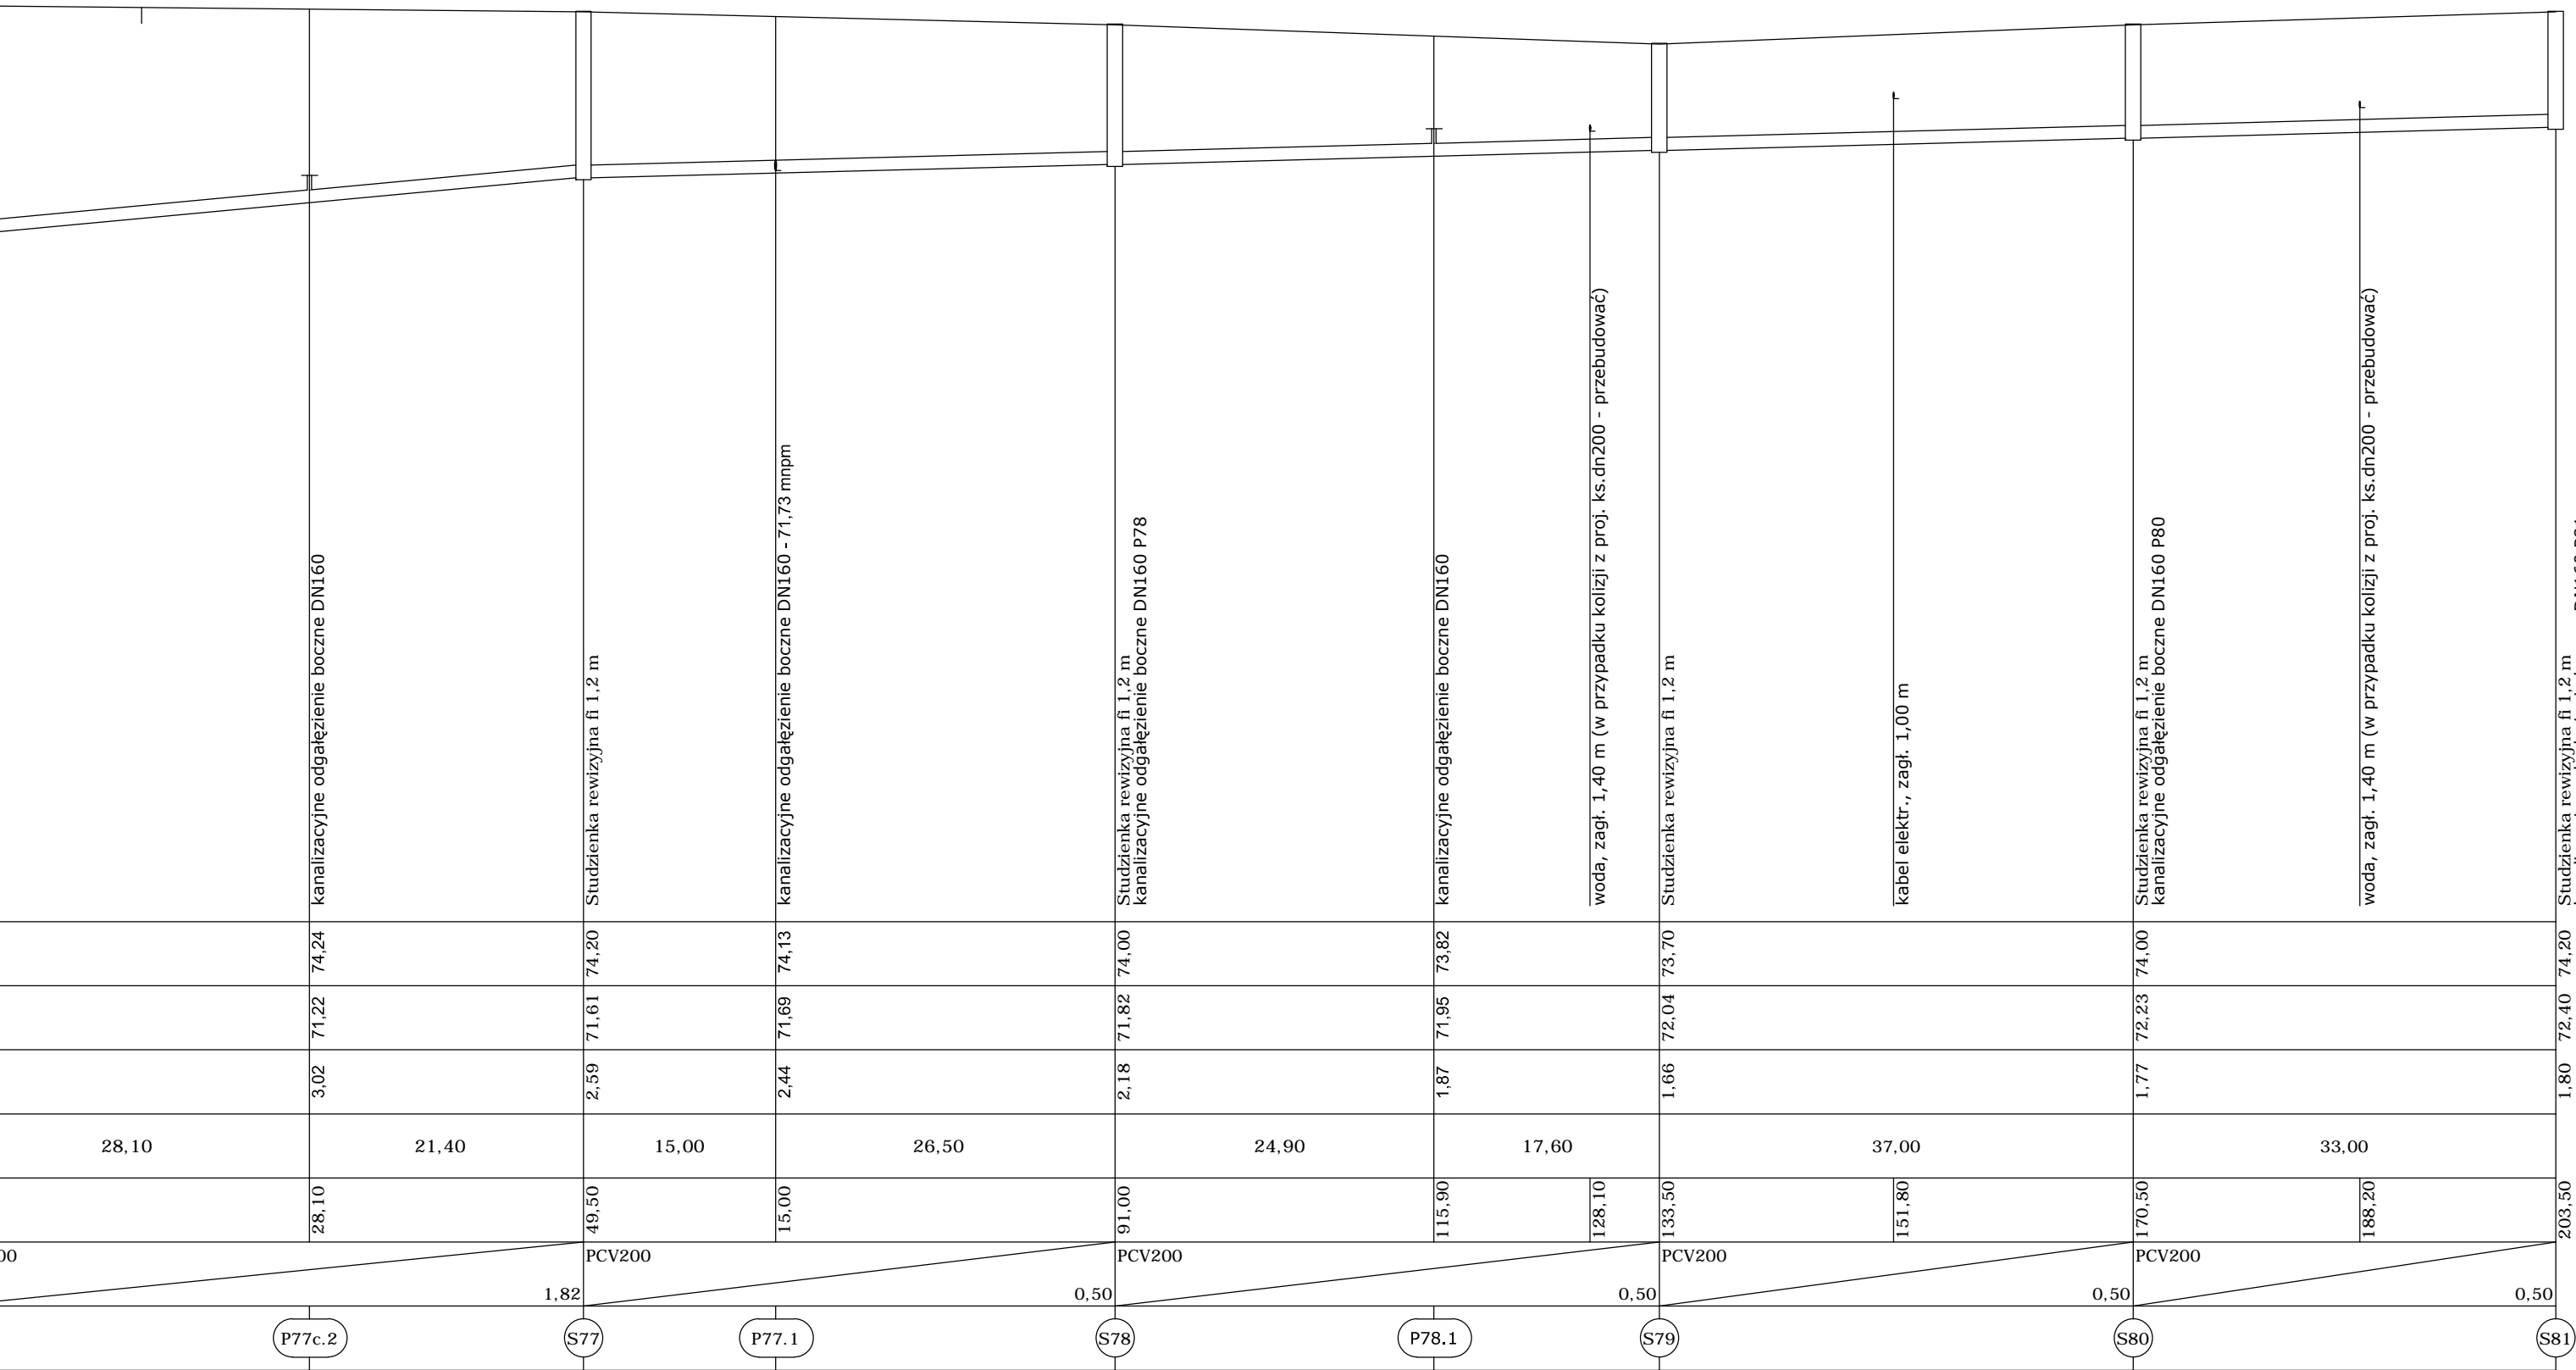 kanalizacyjne odgałęzienie boczne DN160
Studzienka rewizyjna fi 1,2 m
kanalizacyjne odgałęzienie boczne DN160 - 71,73 mnpm
Studzienka rewizyjna fi 1,2 m
kanalizacyjne odgałęzienie boczne DN160 P78
kanalizacyjne odgałęzienie boczne DN160
woda, zagł. 1,40 m (w przypadku kolizji z proj. ks.dn200 - przebudować)
Studzienka rewizyjna fi 1,2 m
kabel elektr., zagł. 1,00 m
Studzienka rewizyjna fi 1,2 m
kanalizacyjne odgałęzienie boczne DN160 P80
woda, zagł. 1,40 m (w przypadku kolizji z proj. ks.dn200 - przebudować)
Studzienka rewizyjna fi 1,2 m
74,24 74,20 74,13 74,00 73,82 73,70 74,00 74,20
71,22 71,61 71,69 71,82 71,95 72,04 72,23 72,40
3,02 2,59 2,44 2,18 1,87 1,66 1,77 1,80
28,10 21,40 15,00 26,50 24,90 17,60 37,00 33,00
28,10 49,50 15,00 91,00 115,90 128,10 133,50 151,80 170,50 188,20 203,50
00 PCV200 PCV200 PCV200 PCV200
1,82 0,50 0,50 0,50 0,50
P77c.2 S77 P77.1 S78 P78.1 S79 S80 S81